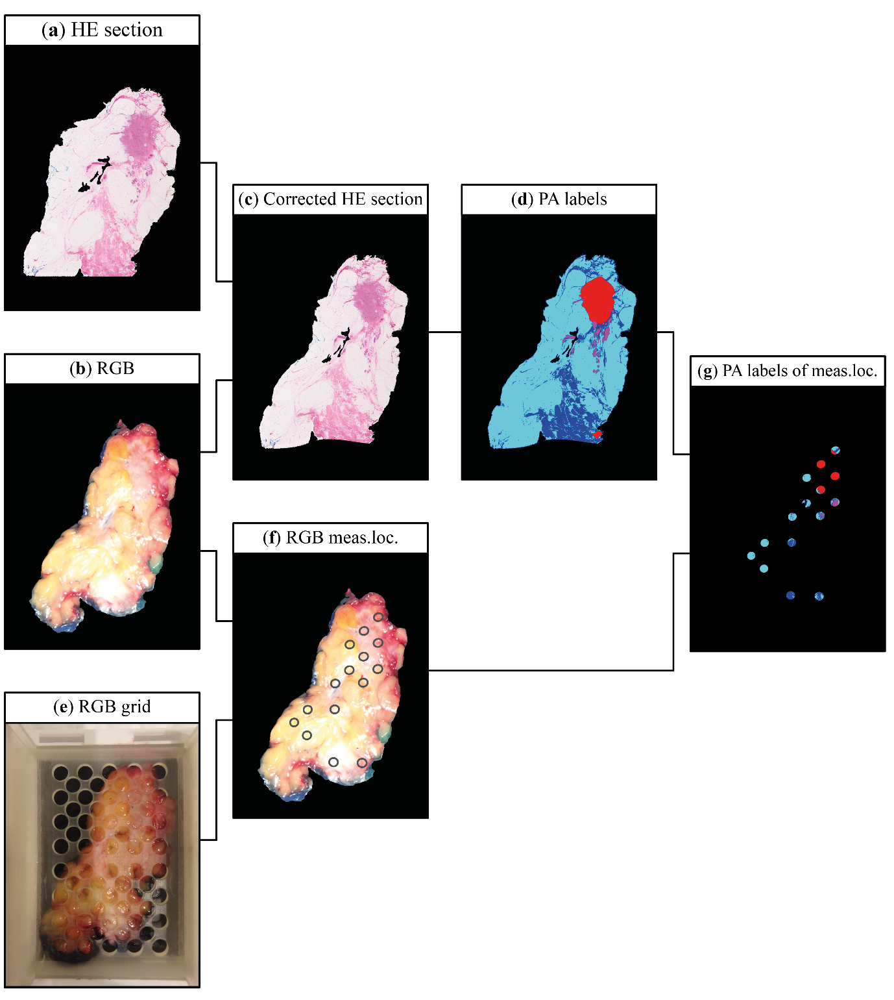 (a) HE section
(b) RGB
(c) Corrected HE section
(d) PA labels
(e) RGB grid
(f) RGB meas.loc.
(g) PA labels of meas.loc.